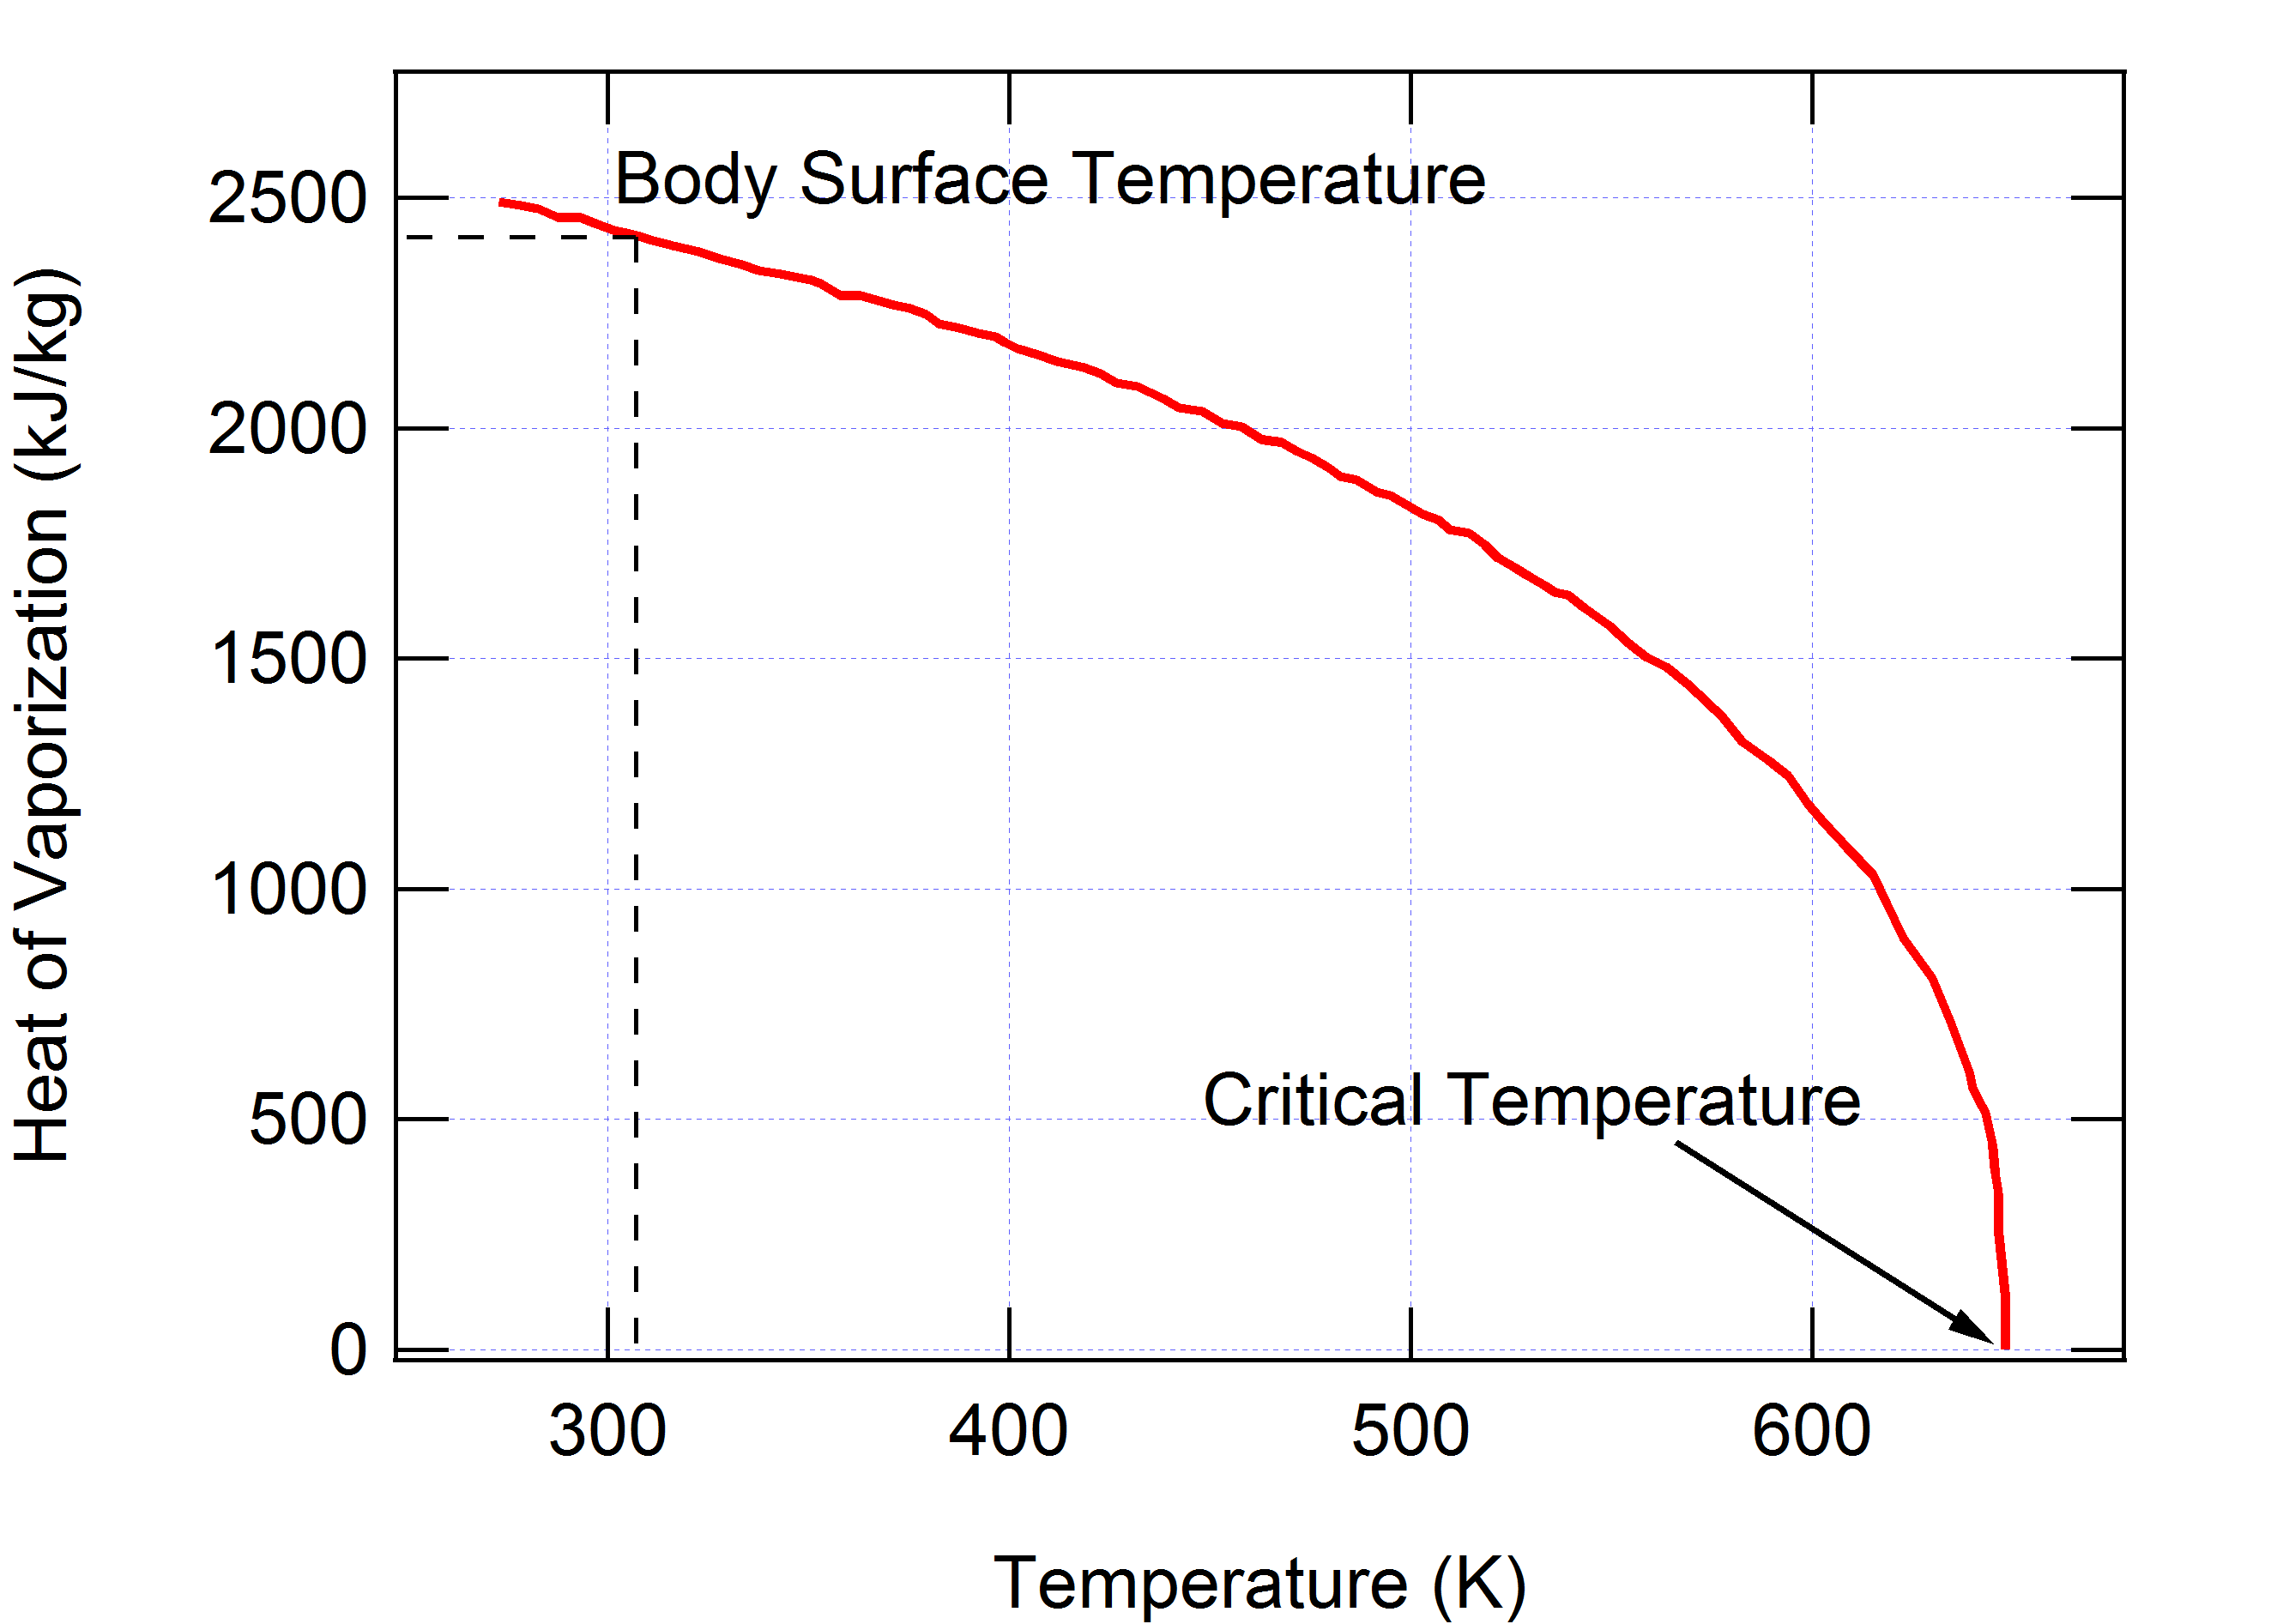 Body Surface Temperature
2500
2000
1500
1000
500
0
Heat of Vaporization (kJ/kg)
Critical Temperature
300 400 500 600
Temperature (K)